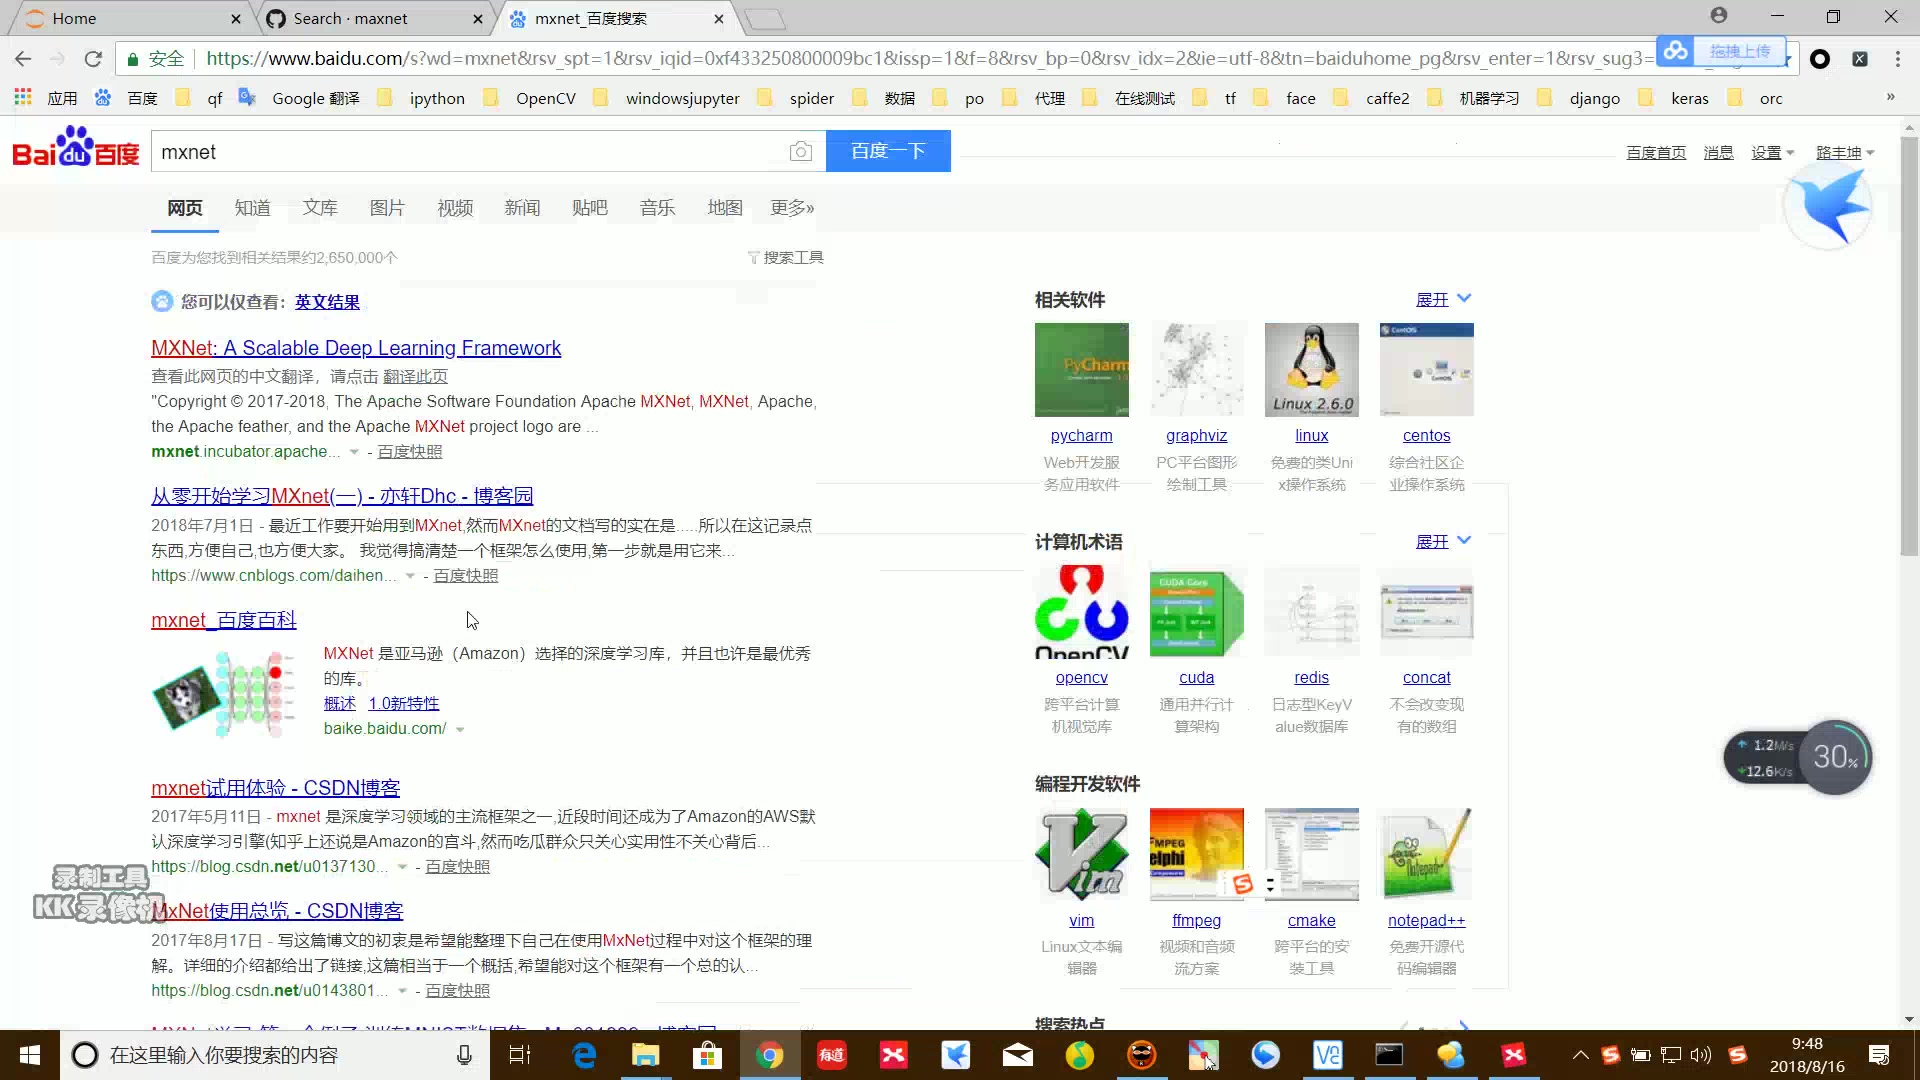 Home
Search · maxnet
mxnet_百度搜索
安全
https://www.baidu.com/s?wd=mxnet&rsv_spt=1&rsv_iqid=0xf433250800009bc1&issp=1&f=8&rsv_bp=0&rsv_idx=2&ie=utf-8&tn=baiduhome_pg&rsv_enter=1&rsv_sug3=
拖拽上传
应用 百度 qf Google 翻译 ipython OpenCV windowsjupyter spider 数据 po 代理 在线测试 tf face caffe2 机器学习 django keras orc »
Bai du 百度
mxnet
百度一下
百度首页 消息 设置 路丰坤
网页 知道 文库 图片 视频 新闻 贴吧 音乐 地图 更多»
百度为您找到相关结果约2,650,000个
搜索工具
您可以仅查看：英文结果
MXNet: A Scalable Deep Learning Framework
查看此网页的中文翻译，请点击 翻译此页
"Copyright © 2017-2018, The Apache Software Foundation Apache MXNet, MXNet, Apache,
the Apache feather, and the Apache MXNet project logo are ...
mxnet.incubator.apache... - 百度快照
从零开始学习MXnet(一) - 亦轩Dhc - 博客园
2018年7月1日 - 最近工作要开始用到MXnet,然而MXnet的文档写的实在是.....所以在这记录点
东西,方便自己,也方便大家。 我觉得搞清楚一个框架怎么使用,第一步就是用它来...
https://www.cnblogs.com/daihen... - 百度快照
mxnet_百度百科
MXNet 是亚马逊（Amazon）选择的深度学习库，并且也许是最优秀
的库。
概述 1.0新特性
baike.baidu.com/
mxnet试用体验 - CSDN博客
2017年5月11日 - mxnet 是深度学习领域的主流框架之一,近段时间还成为了Amazon的AWS默
认深度学习引擎(知乎上还说是Amazon的宫斗,然而吃瓜群众只关心实用性不关心背后...
https://blog.csdn.net/u0137130... - 百度快照
MxNet使用总览 - CSDN博客
2017年8月17日 - 写这篇博文的初衷是希望能整理下自己在使用MxNet过程中对这个框架的理
解。详细的介绍都给出了链接,这篇相当于一个概括,希望能对这个框架有一个总的认...
https://blog.csdn.net/u0143801... - 百度快照
录制工具
KK录像机
相关软件
展开
PyCharm
Linux 2.6.0
CentOS
pycharm graphviz linux centos
Web开发服 PC平台图形 免费的类Uni 综合社区企
务应用软件 绘制工具 x操作系统 业操作系统
计算机术语
展开
OpenCV
CUDA Core
opencv cuda redis concat
跨平台计算 通用并行计 日志型KeyV 不会改变现
机视觉库 算架构 alue数据库 有的数组
编程开发软件
Vim
vim ffmpeg cmake notepad++
Linux文本编 视频和音频 跨平台的安 免费开源代
辑器 流方案 装工具 码编辑器
搜索热点
1.2M/s
12.6K/s
30%
在这里输入你要搜索的内容
有道
9:48
2018/8/16